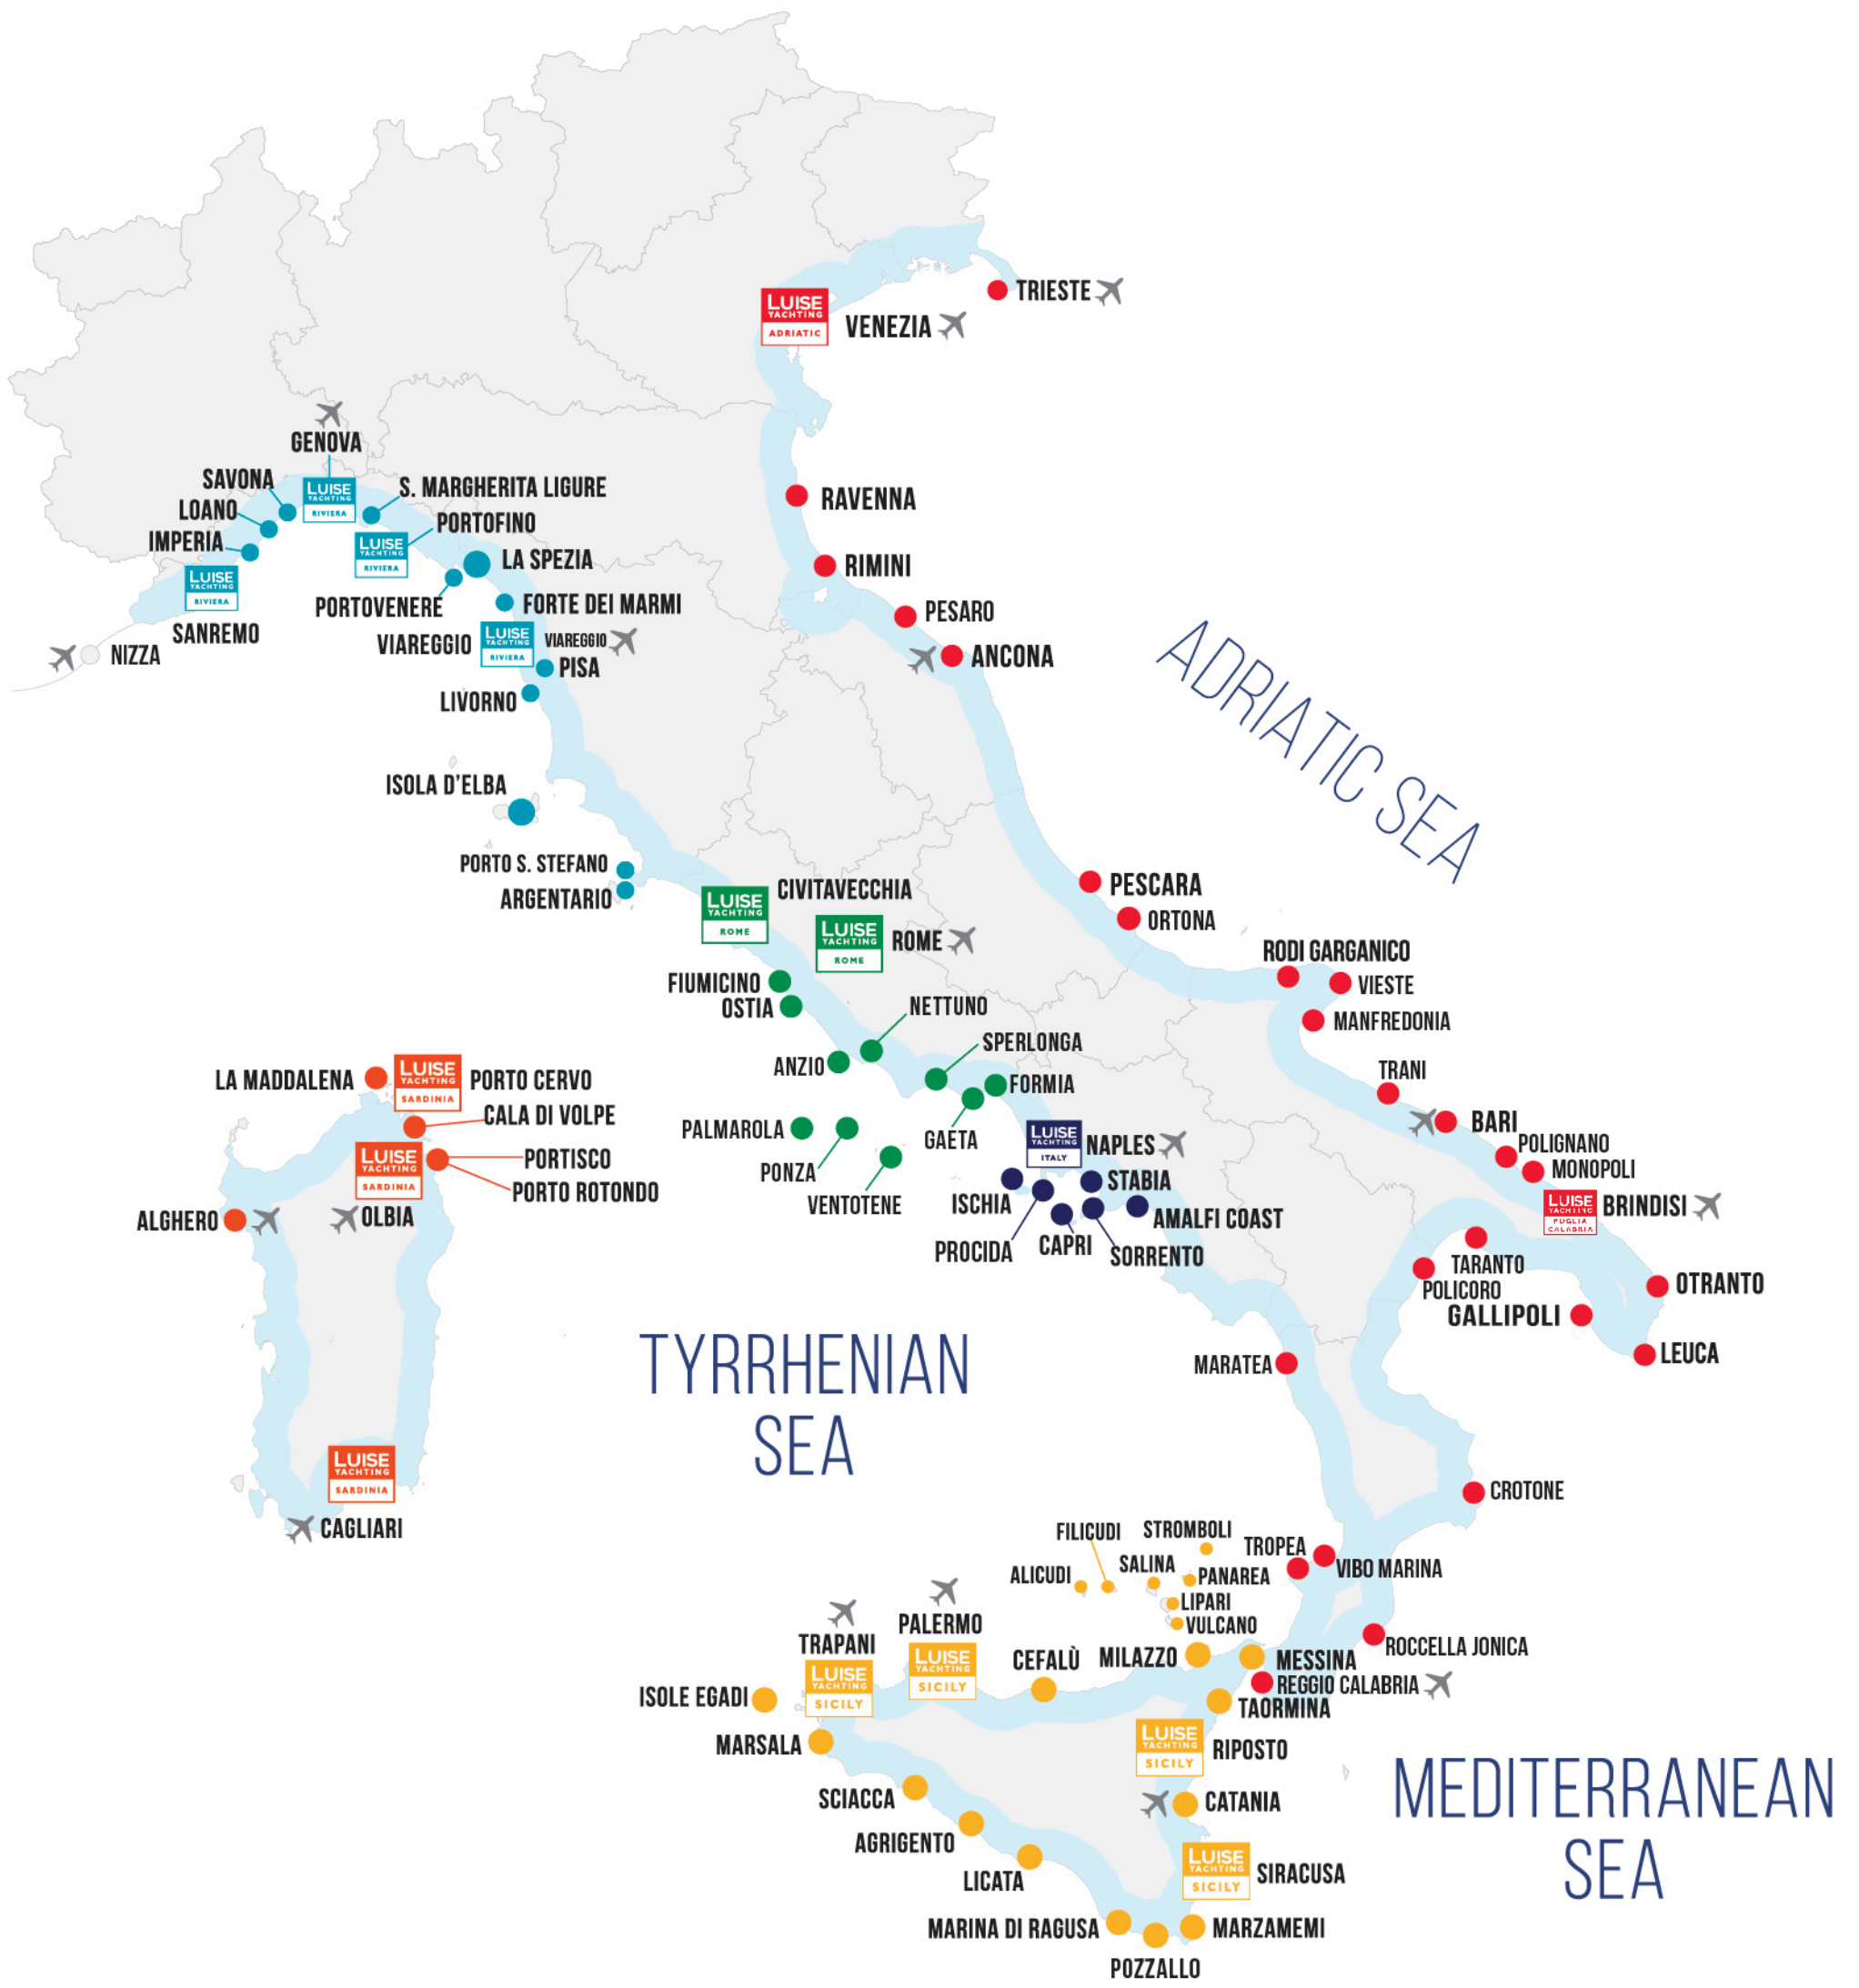 TRIESTE
LUISE
YACHTING
ADRIATIC
VENEZIA
GENOVA
SAVONA
LUISE
YACHTING
RIVIERA
S. MARGHERITA LIGURE
LOANO
PORTOFINO
IMPERIA
LUISE
YACHTING
RIVIERA
LA SPEZIA
LUISE
YACHTING
RIVIERA
PORTOVENERE
FORTE DEI MARMI
SANREMO
VIAREGGIO
LUISE
YACHTING
RIVIERA
VIAREGGIO
NIZZA
PISA
LIVORNO
RAVENNA
RIMINI
PESARO
ANCONA
ADRIATIC SEA
ISOLA D'ELBA
PORTO S. STEFANO
ARGENTARIO
LUISE
YACHTING
ROME
CIVITAVECCHIA
LUISE
YACHTING
ROME
ROME
PESCARA
ORTONA
FIUMICINO
OSTIA
NETTUNO
ANZIO
SPERLONGA
FORMIA
RODI GARGANICO
VIESTE
MANFREDONIA
TRANI
BARI
POLIGNANO
MONOPOLI
LUISE
YACHTING
PUGLIA
CALABRIA
BRINDISI
PALMAROLA
PONZA
VENTOTENE
GAETA
LUISE
YACHTING
ITALY
NAPLES
STABIA
ISCHIA
AMALFI COAST
PROCIDA
CAPRI
SORRENTO
LA MADDALENA
LUISE
YACHTING
SARDINIA
PORTO CERVO
CALA DI VOLPE
LUISE
YACHTING
SARDINIA
PORTISCO
PORTO ROTONDO
ALGHERO
OLBIA
TARANTO
POLICORO
OTRANTO
GALLIPOLI
LEUCA
MARATEA
TYRRHENIAN
SEA
LUISE
YACHTING
SARDINIA
CAGLIARI
CROTONE
FILICUDI
STROMBOLI
TROPEA
VIBO MARINA
ALICUDI
SALINA
PANAREA
LIPARI
VULCANO
TRAPANI
PALERMO
LUISE
YACHTING
SICILY
LUISE
YACHTING
SICILY
CEFALÙ
MILAZZO
MESSINA
ROCCELLA JONICA
REGGIO CALABRIA
ISOLE EGADI
TAORMINA
MARSALA
LUISE
YACHTING
SICILY
RIPOSTO
SCIACCA
CATANIA
AGRIGENTO
LICATA
LUISE
YACHTING
SICILY
SIRACUSA
MARINA DI RAGUSA
MARZAMEMI
POZZALLO
MEDITERRANEAN
SEA